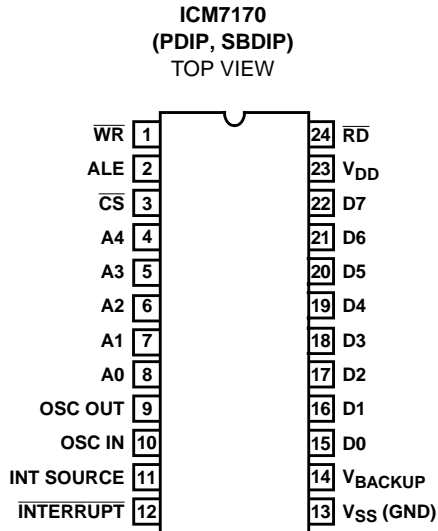 ICM7170
(PDIP, SBDIP)
TOP VIEW
WR 1 24 RD
ALE 2 23 VDD
CS 3 22 D7
A4 4 21 D6
A3 5 20 D5
A2 6 19 D4
A1 7 18 D3
A0 8 17 D2
OSC OUT 9 16 D1
OSC IN 10 15 D0
INT SOURCE 11 14 VBACKUP
INTERRUPT 12 13 VSS (GND)